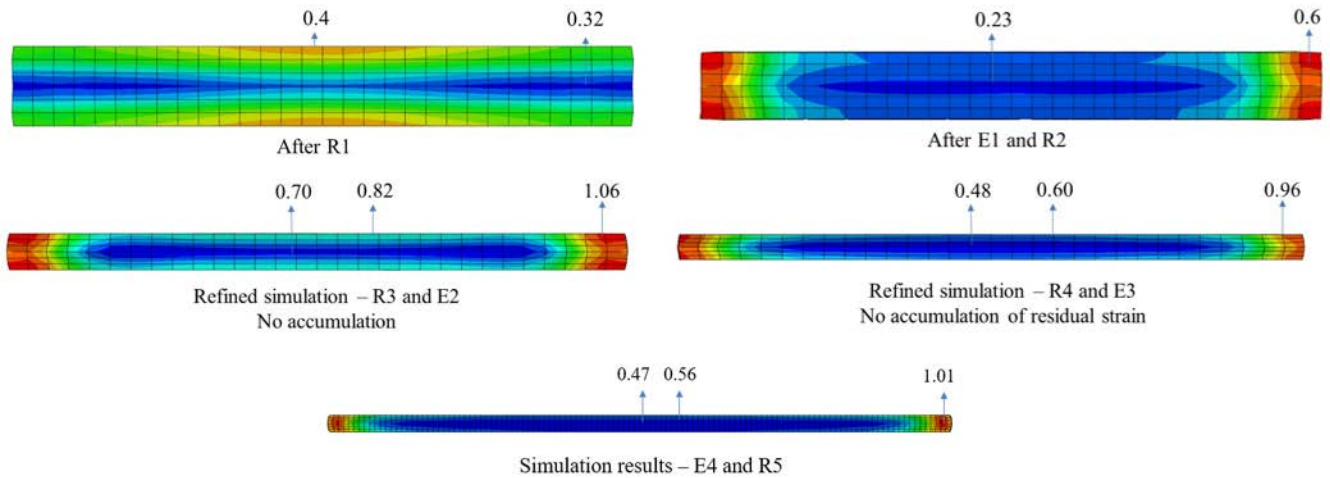 0.4
0.32
After R1
0.23
0.6
After E1 and R2
0.70
0.82
1.06
Refined simulation – R3 and E2
No accumulation
0.48
0.60
0.96
Refined simulation – R4 and E3
No accumulation of residual strain
0.47
0.56
1.01
Simulation results – E4 and R5